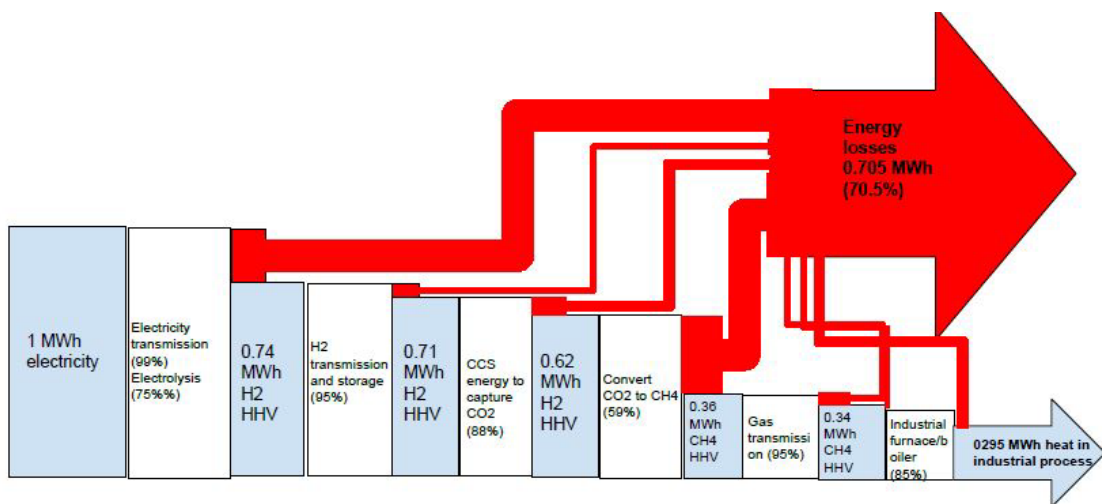 Energy
losses
0.705 MWh
(70.5%)
1 MWh
electricity
Electricity
transmission
(99%)
Electrolysis
(75%%)
0.74
MWh
H2
HHV
H2
transmission
and storage
(95%)
0.71
MWh
H2
HHV
CCS
energy to
capture
CO2
(88%)
0.62
MWh
H2
HHV
Convert
CO2 to CH4
(59%)
0.36
MWh
CH4
HHV
Gas
transmissi
on (95%)
0.34
MWh
CH4
HHV
Industrial
furnace/b
oiler
(85%)
0295 MWh heat in
industrial process